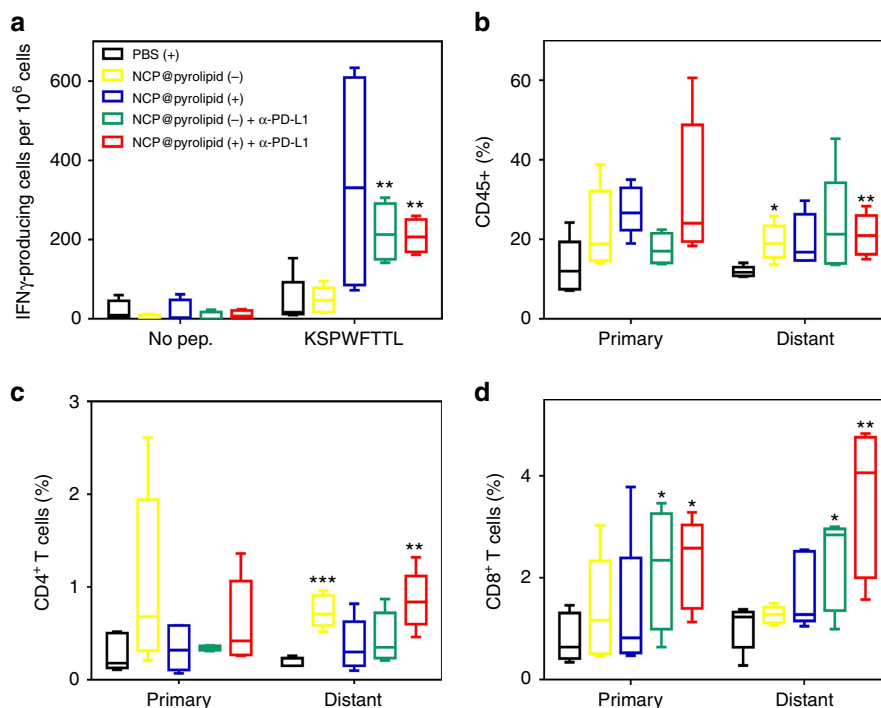 a
IFNγ-producing cells per 10⁶ cells
600
400
200
0
PBS (+)
NCP@pyrolipid (−)
NCP@pyrolipid (+)
NCP@pyrolipid (−) + α-PD-L1
NCP@pyrolipid (+) + α-PD-L1
**
**
No pep.
KSPWFTTL
b
CD45+ (%)
60
40
20
0
*
**
Primary
Distant
c
CD4⁺ T cells (%)
3
2
1
0
***
**
Primary
Distant
d
CD8⁺ T cells (%)
4
2
0
*
*
*
**
Primary
Distant